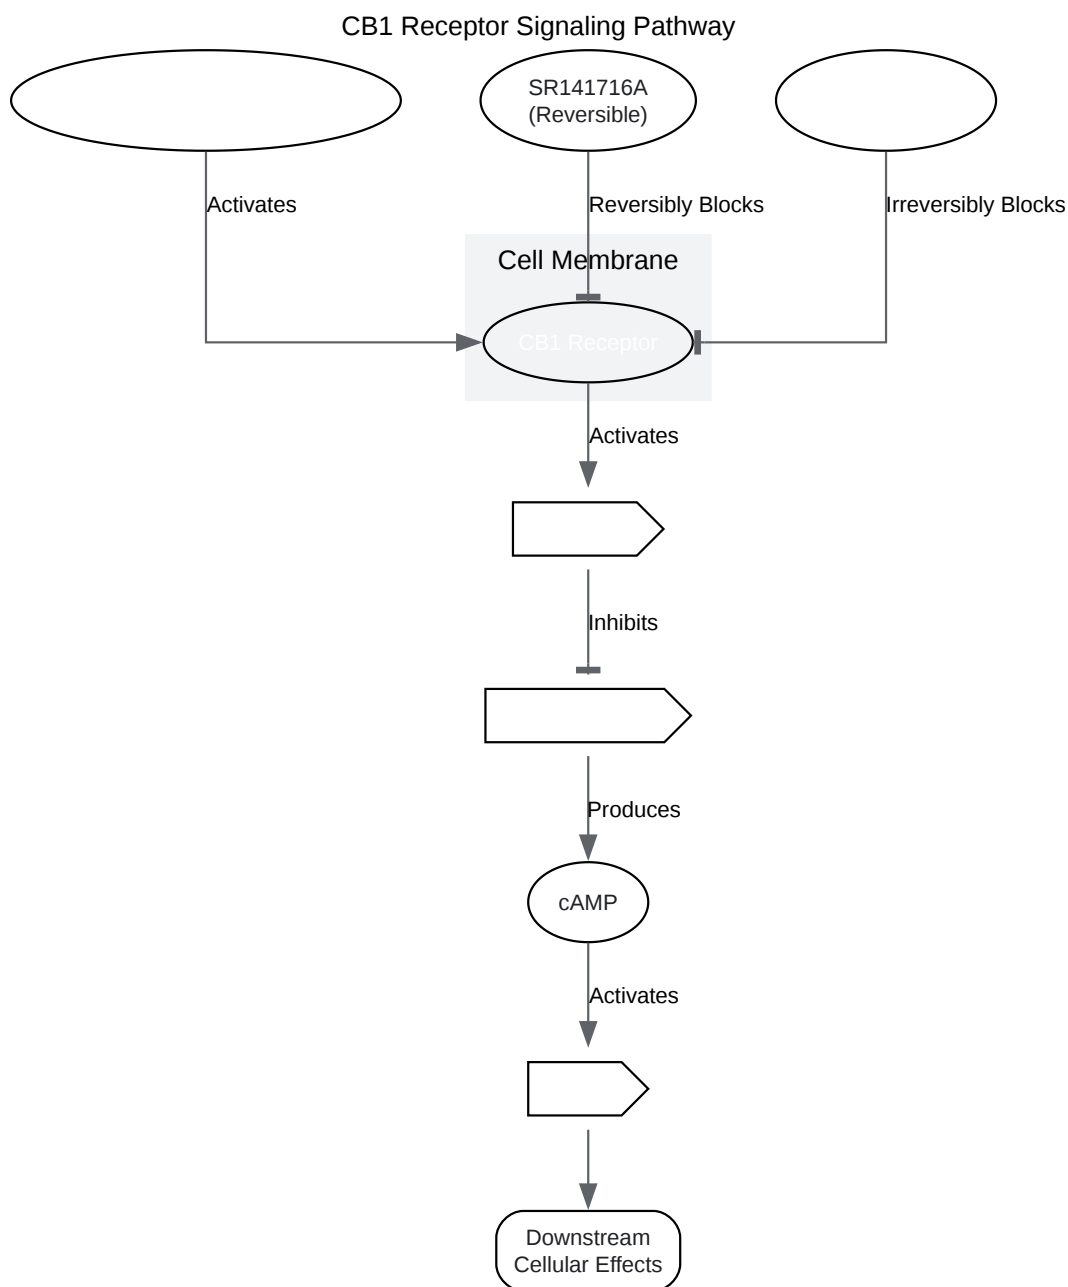 CB1 Receptor Signaling Pathway
SR141716A
(Reversible)
Activates
Reversibly Blocks
Irreversibly Blocks
Cell Membrane
CB1 Receptor
Activates
Inhibits
Produces
cAMP
Activates
Downstream
Cellular Effects